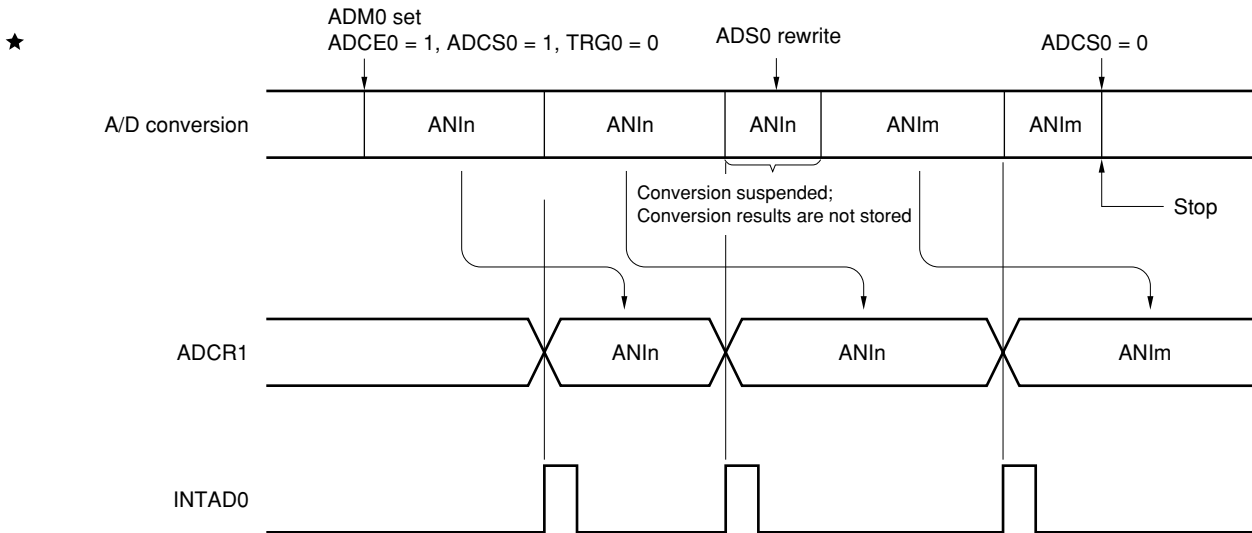 ★
ADM0 set
ADCE0 = 1, ADCS0 = 1, TRG0 = 0
ADS0 rewrite
ADCS0 = 0
A/D conversion
ANIn
ANIn
ANIn
ANIm
ANIm
Conversion suspended;
Conversion results are not stored
Stop
ADCR1
ANIn
ANIn
ANIm
INTAD0